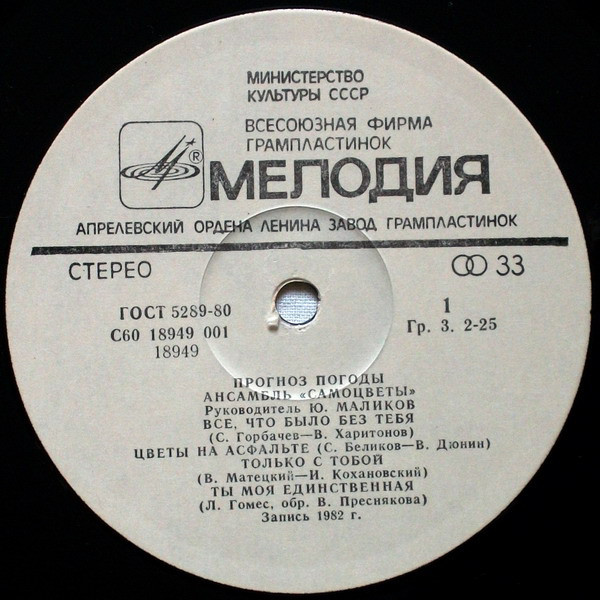 МИНИСТЕРСТВО
КУЛЬТУРЫ СССР
ВСЕСОЮЗНАЯ ФИРМА
ГРАМПЛАСТИНОК
®
МЕЛОДИЯ
АПРЕЛЕВСКИЙ ОРДЕНА ЛЕНИНА ЗАВОД ГРАМПЛАСТИНОК
СТЕРЕО
33
ГОСТ 5289-80
С60 18949 001
18949
1
Гр. 3. 2-25
ПРОГНОЗ ПОГОДЫ
АНСАМБЛЬ «САМОЦВЕТЫ»
Руководитель Ю. МАЛИКОВ
ВСЕ, ЧТО БЫЛО БЕЗ ТЕБЯ
(С. Горбачев—В. Харитонов)
ЦВЕТЫ НА АСФАЛЬТЕ (С. Беликов—В. Дюнин)
ТОЛЬКО С ТОБОЙ
(В. Матецкий—И. Кохановский)
ТЫ МОЯ ЕДИНСТВЕННАЯ
(Л. Гомес, обр. В. Преснякова)
Запись 1982 г.